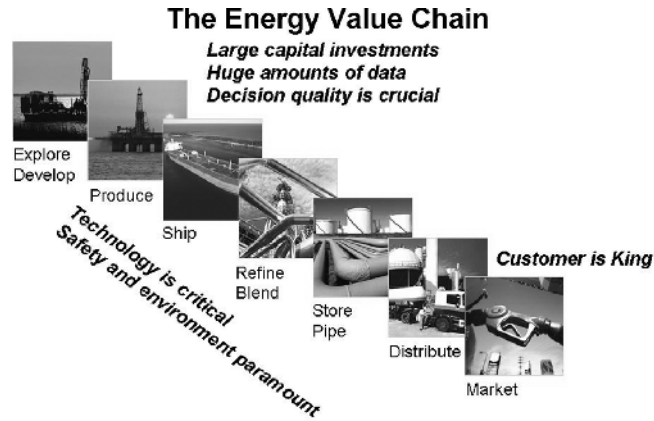 The Energy Value Chain
Large capital investments
Huge amounts of data
Decision quality is crucial
Explore
Develop
Produce
Ship
Refine
Blend
Store
Pipe
Distribute
Market
Technology is critical
Safety and environment paramount
Customer is King